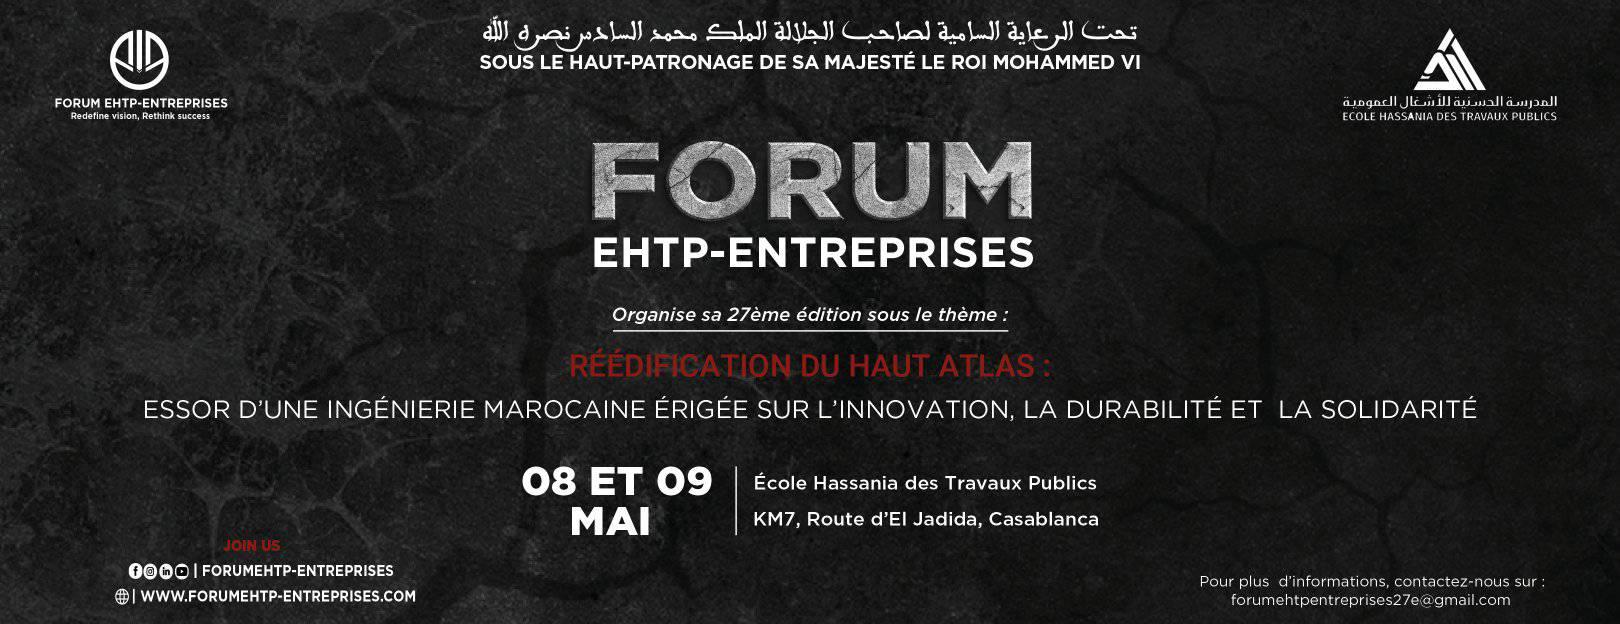 تحت الرعاية السامية لصاحب الجلالة الملك محمد السادس نصره الله
SOUS LE HAUT-PATRONAGE DE SA MAJESTÉ LE ROI MOHAMMED VI
FORUM EHTP-ENTREPRISES
Redefine vision, Rethink success
المدرسة الحسنية للأشغال العمومية
ECOLE HASSANIA DES TRAVAUX PUBLICS
FORUM
EHTP-ENTREPRISES
Organise sa 27ème édition sous le thème :
RÉÉDIFICATION DU HAUT ATLAS :
ESSOR D'UNE INGÉNIERIE MAROCAINE ÉRIGÉE SUR L'INNOVATION, LA DURABILITÉ ET LA SOLIDARITÉ
08 ET 09
MAI
École Hassania des Travaux Publics
KM7, Route d'El Jadida, Casablanca
JOIN US
| FORUMEHTP-ENTREPRISES
| WWW.FORUMEHTP-ENTREPRISES.COM
Pour plus d'informations, contactez-nous sur :
forumehtpentreprises27e@gmail.com